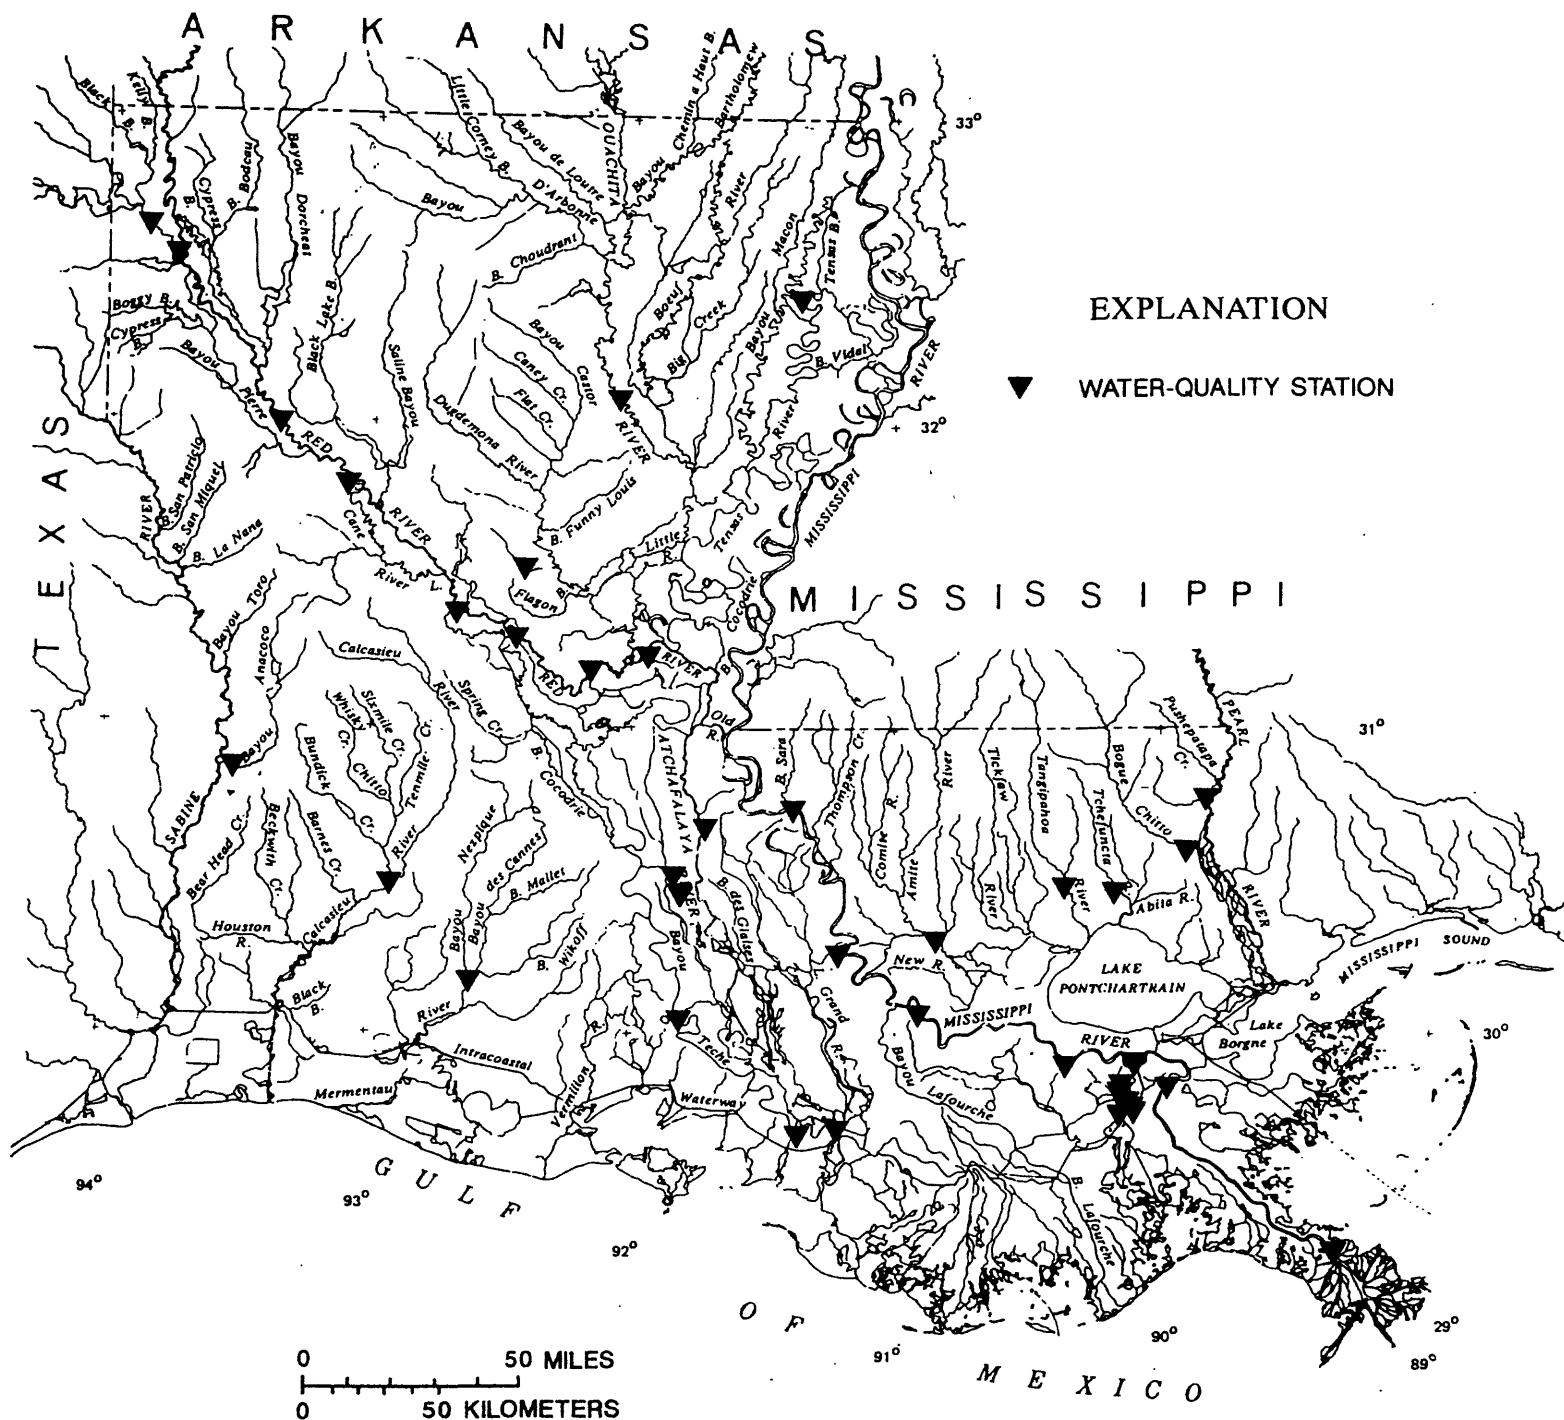 ARKANSAS
Black B.
Kelly B.
Cypress B.
B. Bodcau
Bayou Dorcheat
Little Corney B.
Bayou de Loutre
D'Arbonne
Bayou
OUACHITA
Bayou Bartholomew
Chemin a Haut B.
33°
River
Boeuf
B. Choudrant
Macon
Bayou
Tensas B.
Big Creek
B. Vidal
RIVER
EXPLANATION
WATER-QUALITY STATION
Boggy B.
Cypress B.
Bayou Pierre
Black Lake B.
Saline Bayou
Bayou Castor
Caney Cr.
Flat Cr.
Dugdemona River
RIVER
River
32°
TEXAS
RED
RIVER
B. San Patricio
B. San Miquel
B. La Nana
RIVER
Cane
River
L.
B. Funny Louis
Little R.
Tensas
MISSISSIPPI
Flagon B.
Cocodrie
B.
MISSISSIPPI
Bayou Toro
Anacoco
Bayou
Calcasieu
River
Spring Cr.
RED
RIVER
Old R.
31°
Whisky Cr.
Sixmile Cr.
Bundick
Cr.
Chitto
Tenmile Cr.
River
B. Cocodrie
ATCHAFALAYA
RIVER
B. Sara
Thompson Cr.
Comite R.
Amite
River
Tickfaw
River
Tangipahoa
River
Tchefuncta
R.
Bogue
Chitto
Pushepatapa Cr.
PEARL
RIVER
Abita R.
SABINE
Bear Head Cr.
Beckwith Cr.
Barnes Cr.
Nezpique
Bayou
des Cannes
Bayou
B. Mallet
B. Wikoff
Houston R.
Calcasieu
Black B.
River
B. des Glaises
Bayou
Teche
L. Grand
R.
New R.
LAKE
PONTCHARTRAIN
MISSISSIPPI SOUND
MISSISSIPPI
RIVER
Lake
Borgne
30°
Intracoastal
Waterway
Mermentau
Vermilion
R.
Bayou
Lafourche
B. Lafourche
GULF
OF
MEXICO
94°
93°
92°
91°
90°
29°
89°
0 50 MILES
0 50 KILOMETERS